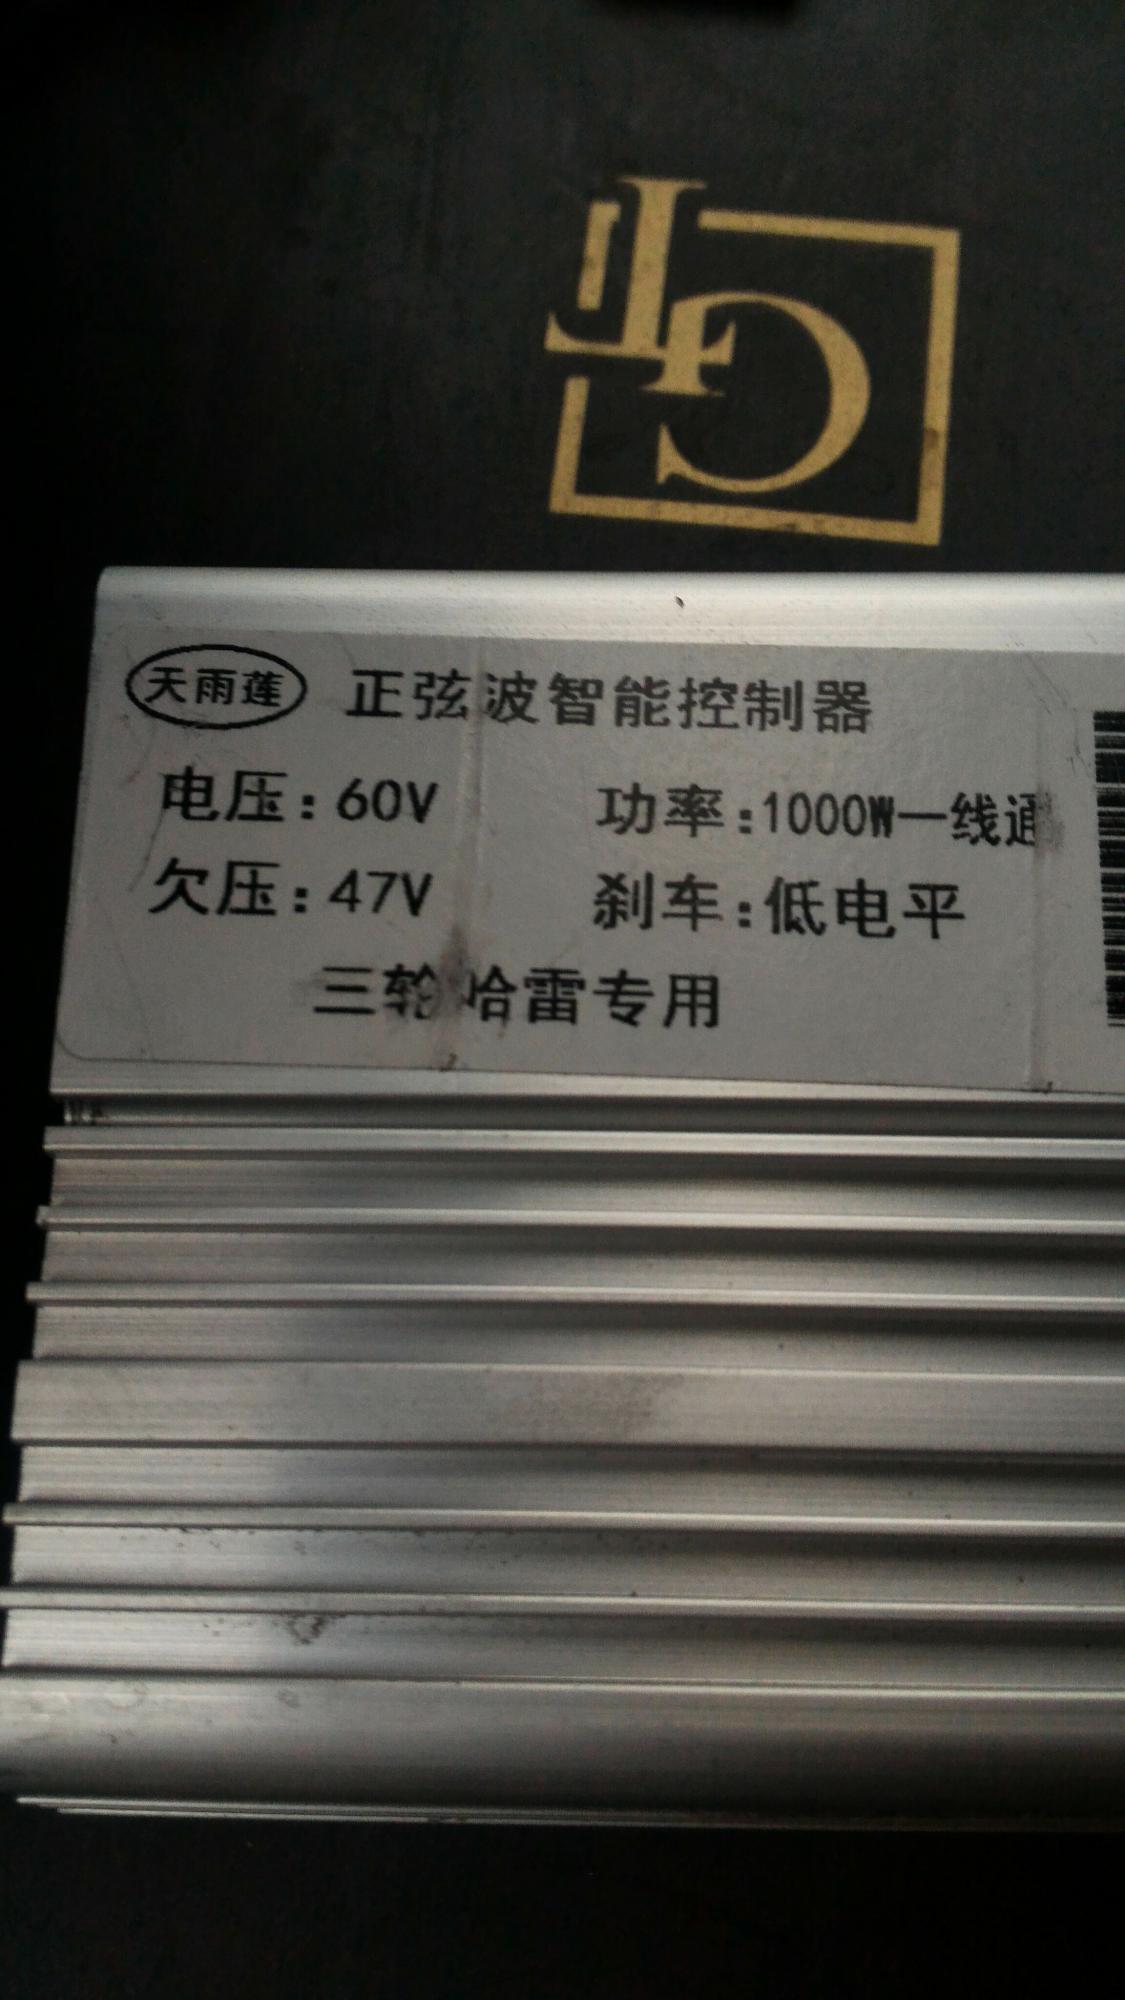 天雨莲 正弦波智能控制器
电压：60V 功率：1000W一线通
欠压：47V 刹车：低电平
三轮哈雷专用